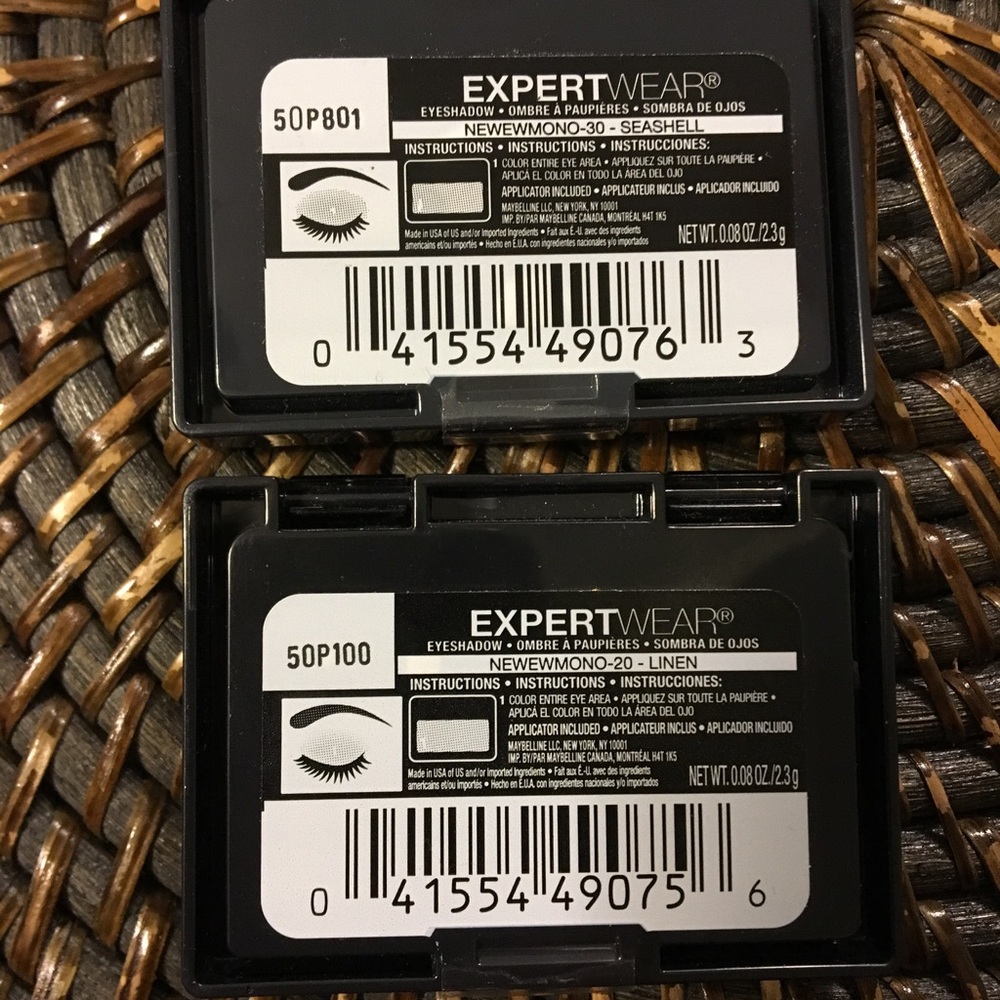 50P801
EXPERTWEAR®
EYESHADOW • OMBRE À PAUPIÈRES • SOMBRA DE OJOS
NEWEWMONO-30 - SEASHELL
INSTRUCTIONS • INSTRUCTIONS • INSTRUCCIONES:
1 COLOR ENTIRE EYE AREA • APPLIQUEZ SUR TOUTE LA PAUPIÈRE •
APLICÁ EL COLOR EN TODO LA ÁREA DEL OJO
APPLICATOR INCLUDED • APPLICATEUR INCLUS • APLICADOR INCLUIDO
MAYBELLINE LLC, NEW YORK, NY 10001
IMP. BY/PAR MAYBELLINE CANADA, MONTRÉAL H4T 1K5
Made in USA of US and/or Imported Ingredients • Fait aux É.-U. avec des ingredients
americains et/ou importés • Hecho en E.U.A. con ingredientes nacionales y/o importados
NET WT. 0.08 OZ./2.3 g
0 41554 49076 3
50P100
EXPERTWEAR®
EYESHADOW • OMBRE À PAUPIÈRES • SOMBRA DE OJOS
NEWEWMONO-20 - LINEN
INSTRUCTIONS • INSTRUCTIONS • INSTRUCCIONES:
1 COLOR ENTIRE EYE AREA • APPLIQUEZ SUR TOUTE LA PAUPIÈRE •
APLICÁ EL COLOR EN TODO LA ÁREA DEL OJO
APPLICATOR INCLUDED • APPLICATEUR INCLUS • APLICADOR INCLUIDO
MAYBELLINE LLC, NEW YORK, NY 10001
IMP. BY/PAR MAYBELLINE CANADA, MONTRÉAL H4T 1K5
Made in USA of US and/or Imported Ingredients • Fait aux É.-U. avec des ingredients
americains et/ou importés • Hecho en E.U.A. con ingredientes nacionales y/o importados
NET WT. 0.08 OZ./2.3 g
0 41554 49075 6